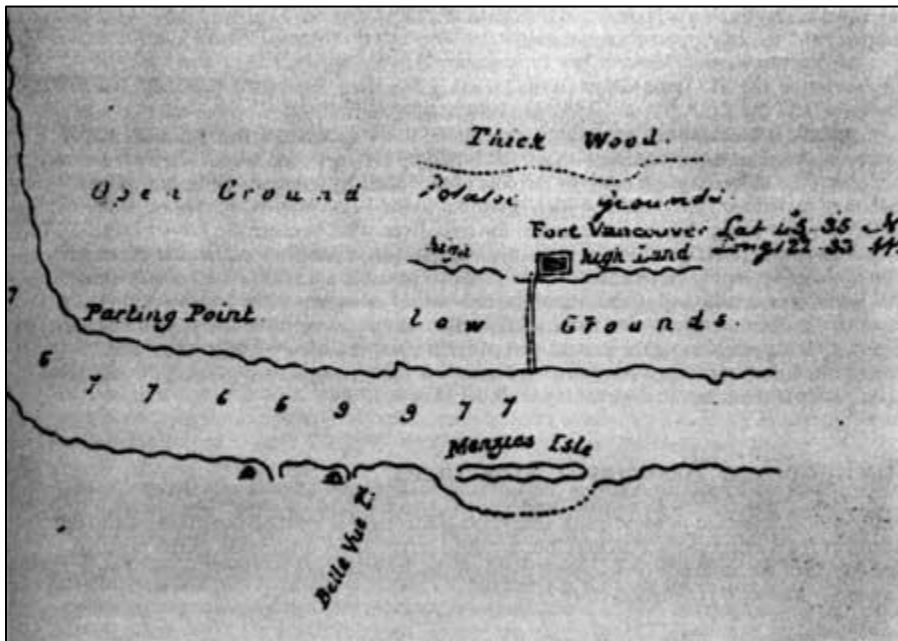 Thick Wood.
Open Ground Potatoe grounds
Fort Vancouver Lat 45-35 N
high high Land Long 122-33 W
Parting Point
low Grounds.
7
6 7 7 6 6 9 9 7 7
Menzies Isle
Belle Vue